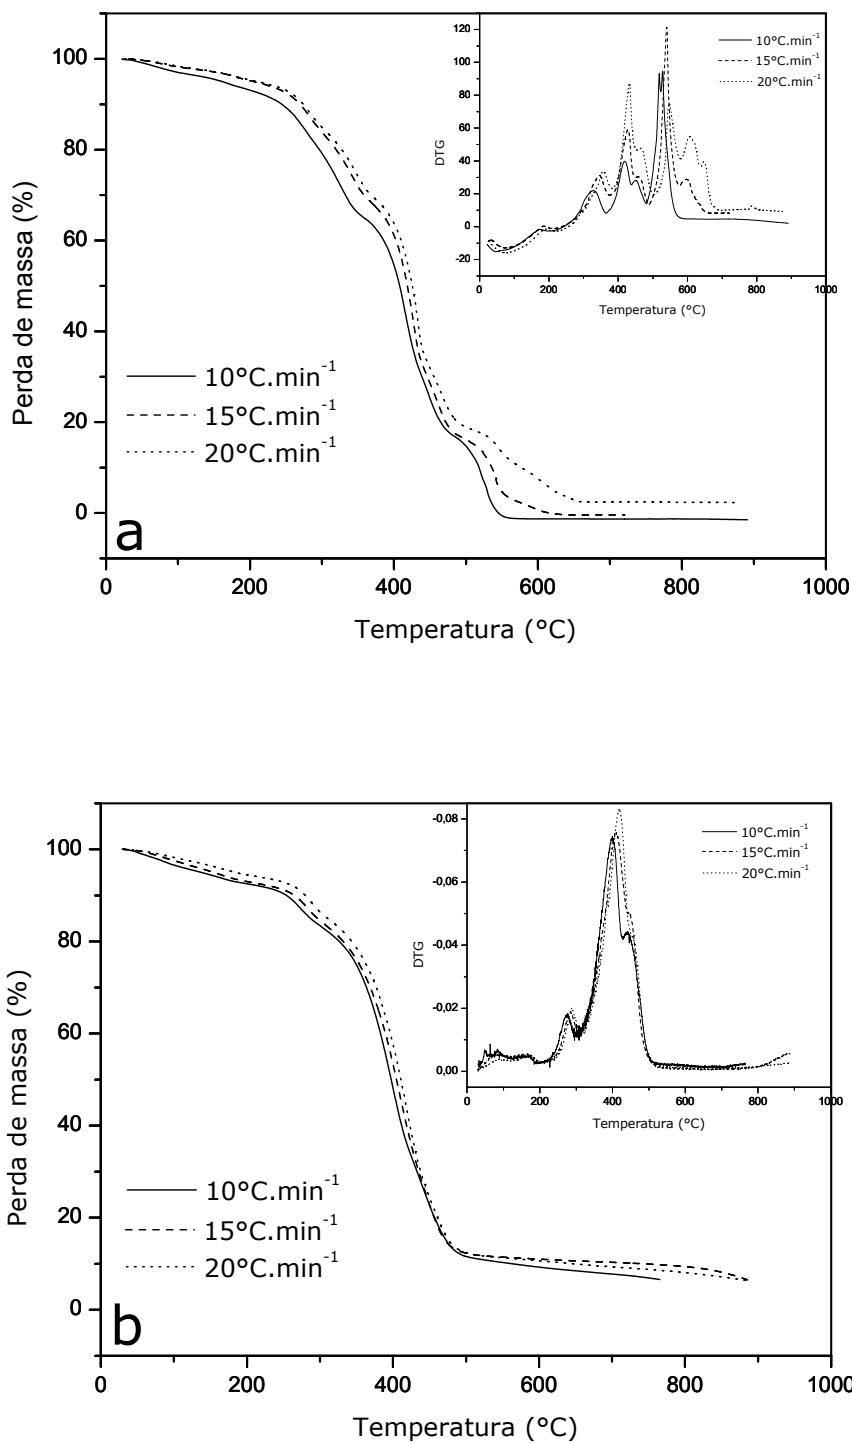 120
100
80
60
40
20
0
-20
DTG
10°C.min⁻¹
15°C.min⁻¹
20°C.min⁻¹
0 200 400 600 800 1000
Temperatura (°C)
100
80
60
40
20
0
Perda de massa (%)
10°C.min⁻¹
15°C.min⁻¹
20°C.min⁻¹
a
0 200 400 600 800 1000
Temperatura (°C)
-0,08
-0,06
-0,04
-0,02
0,00
DTG
10°C.min⁻¹
15°C.min⁻¹
20°C.min⁻¹
0 200 400 600 800 1000
Temperatura (°C)
100
80
60
40
20
0
Perda de massa (%)
10°C.min⁻¹
15°C.min⁻¹
20°C.min⁻¹
b
0 200 400 600 800 1000
Temperatura (°C)